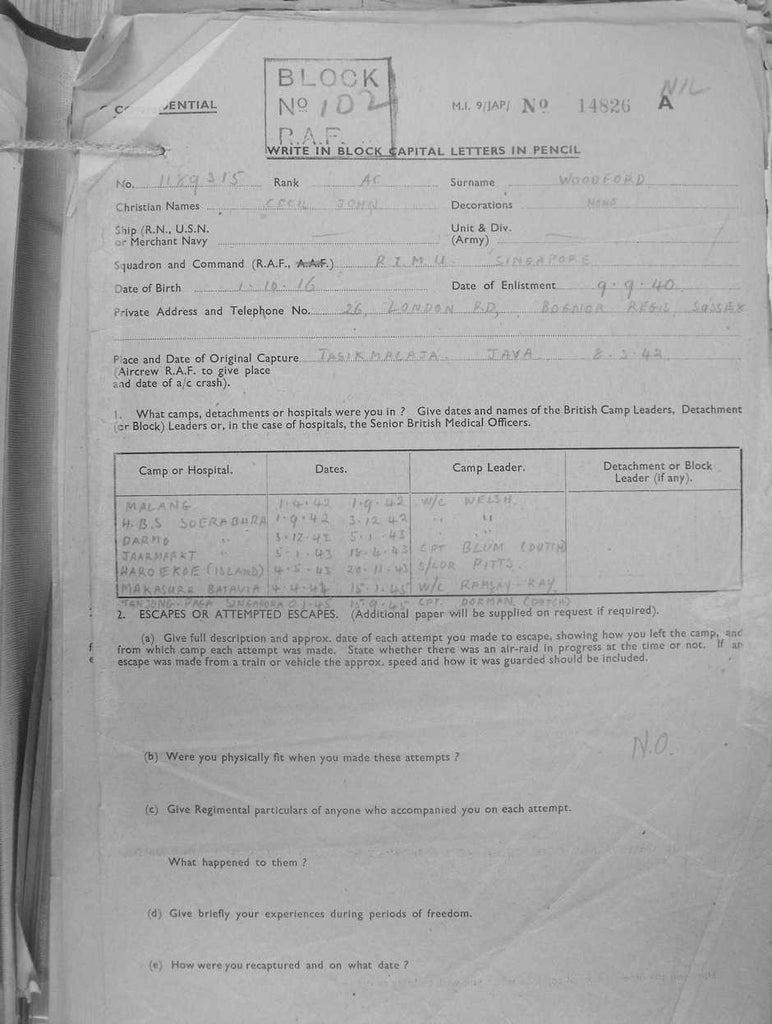 BLOCK
Nº 102
R.A.F.
NIL
M.I. 9/JAP/ Nº 14826 A
WRITE IN BLOCK CAPITAL LETTERS IN PENCIL
No. 1189315 Rank AC Surname WOODFORD
Christian Names CECIL JOHN Decorations NONE
Ship (R.N., U.S.N. or Merchant Navy — Unit & Div. (Army) —
Squadron and Command (R.A.F., A.A.F.) R.I.M.U. SINGAPORE
Date of Birth 1.10.16 Date of Enlistment 9.9.40
Private Address and Telephone No. 26, LONDON RD, BOGNOR REGIS, SUSSEX
Place and Date of Original Capture TASIKMALAJA. JAVA 8.3.42
(Aircrew R.A.F. to give place
and date of a/c crash).
1. What camps, detachments or hospitals were you in ? Give dates and names of the British Camp Leaders, Detachment
(or Block) Leaders or, in the case of hospitals, the Senior British Medical Officers.
Camp or Hospital. Dates. Camp Leader. Detachment or Block Leader (if any).
MALANG 1.4.42 1.9.42 W/C WELSH
H.B.S SOERABARA 1.9.42 3.12.42 " "
DARMO " 3.12.42 5.1.43 " "
JAARMARKT " 5.1.43 18.4.43 CPT BLUM (DUTCH)
HAROEKOE (ISLAND) 4.5.43 20.11.43 S/LDR PITTS.
MAKASURA BATAVIA 4.4.44 15.1.45 W/C RAMSAY-RAY
TANJONG-PAGA SINGAPORE 1.45 15.9.45 CPT. DORMAN (DUTCH)
2. ESCAPES OR ATTEMPTED ESCAPES. (Additional paper will be supplied on request if required).
(a) Give full description and approx. date of each attempt you made to escape, showing how you left the camp, and
from which camp each attempt was made. State whether there was an air-raid in progress at the time or not. If an
escape was made from a train or vehicle the approx. speed and how it was guarded should be included.
N.O.
(b) Were you physically fit when you made these attempts ?
(c) Give Regimental particulars of anyone who accompanied you on each attempt.
What happened to them ?
(d) Give briefly your experiences during periods of freedom.
(e) How were you recaptured and on what date ?